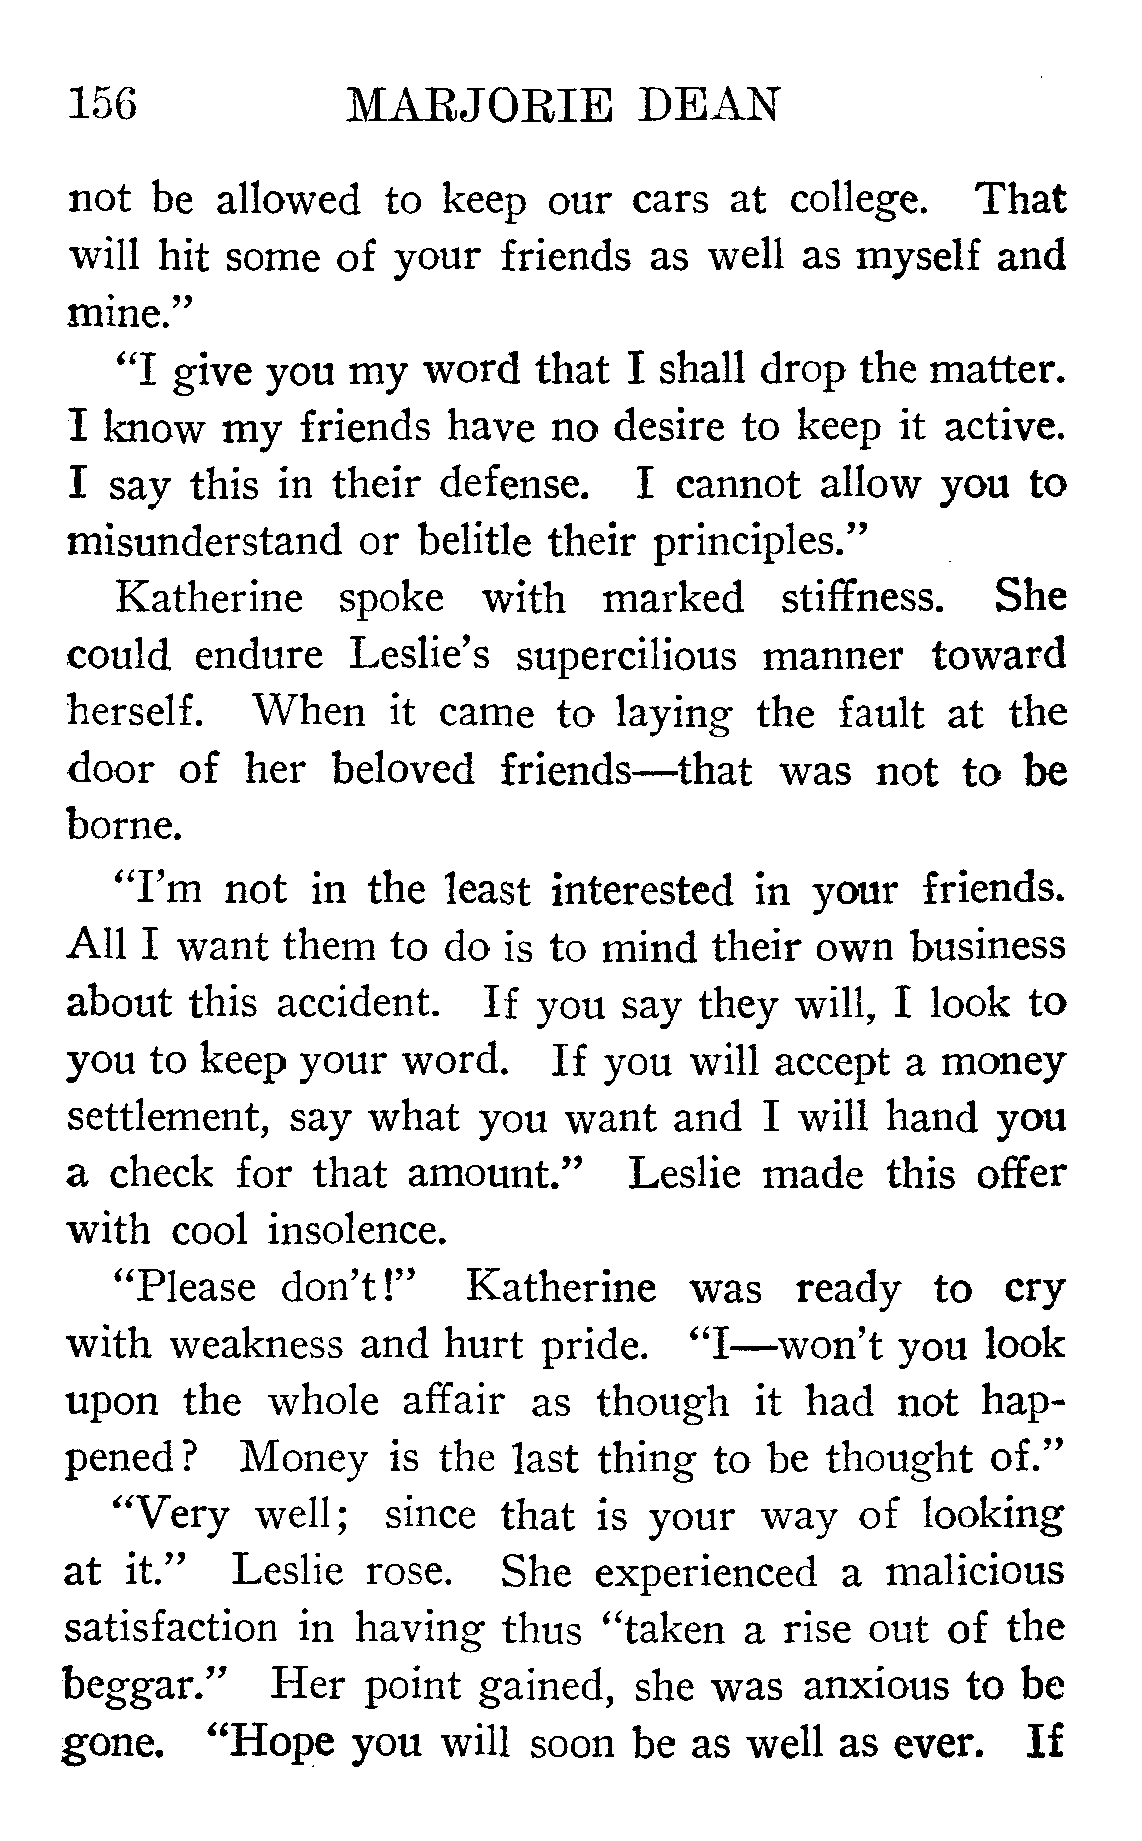 156 MARJORIE DEAN
not be allowed to keep our cars at college. That
will hit some of your friends as well as myself and
mine.”
“I give you my word that I shall drop the matter.
I know my friends have no desire to keep it active.
I say this in their defense. I cannot allow you to
misunderstand or belitle their principles.”
Katherine spoke with marked stiffness. She
could endure Leslie’s supercilious manner toward
herself. When it came to laying the fault at the
door of her beloved friends—that was not to be
borne.
“I’m not in the least interested in your friends.
All I want them to do is to mind their own business
about this accident. If you say they will, I look to
you to keep your word. If you will accept a money
settlement, say what you want and I will hand you
a check for that amount.” Leslie made this offer
with cool insolence.
“Please don’t!” Katherine was ready to cry
with weakness and hurt pride. “I—won’t you look
upon the whole affair as though it had not hap-
pened? Money is the last thing to be thought of.”
“Very well; since that is your way of looking
at it.” Leslie rose. She experienced a malicious
satisfaction in having thus “taken a rise out of the
beggar.” Her point gained, she was anxious to be
gone. “Hope you will soon be as well as ever. If